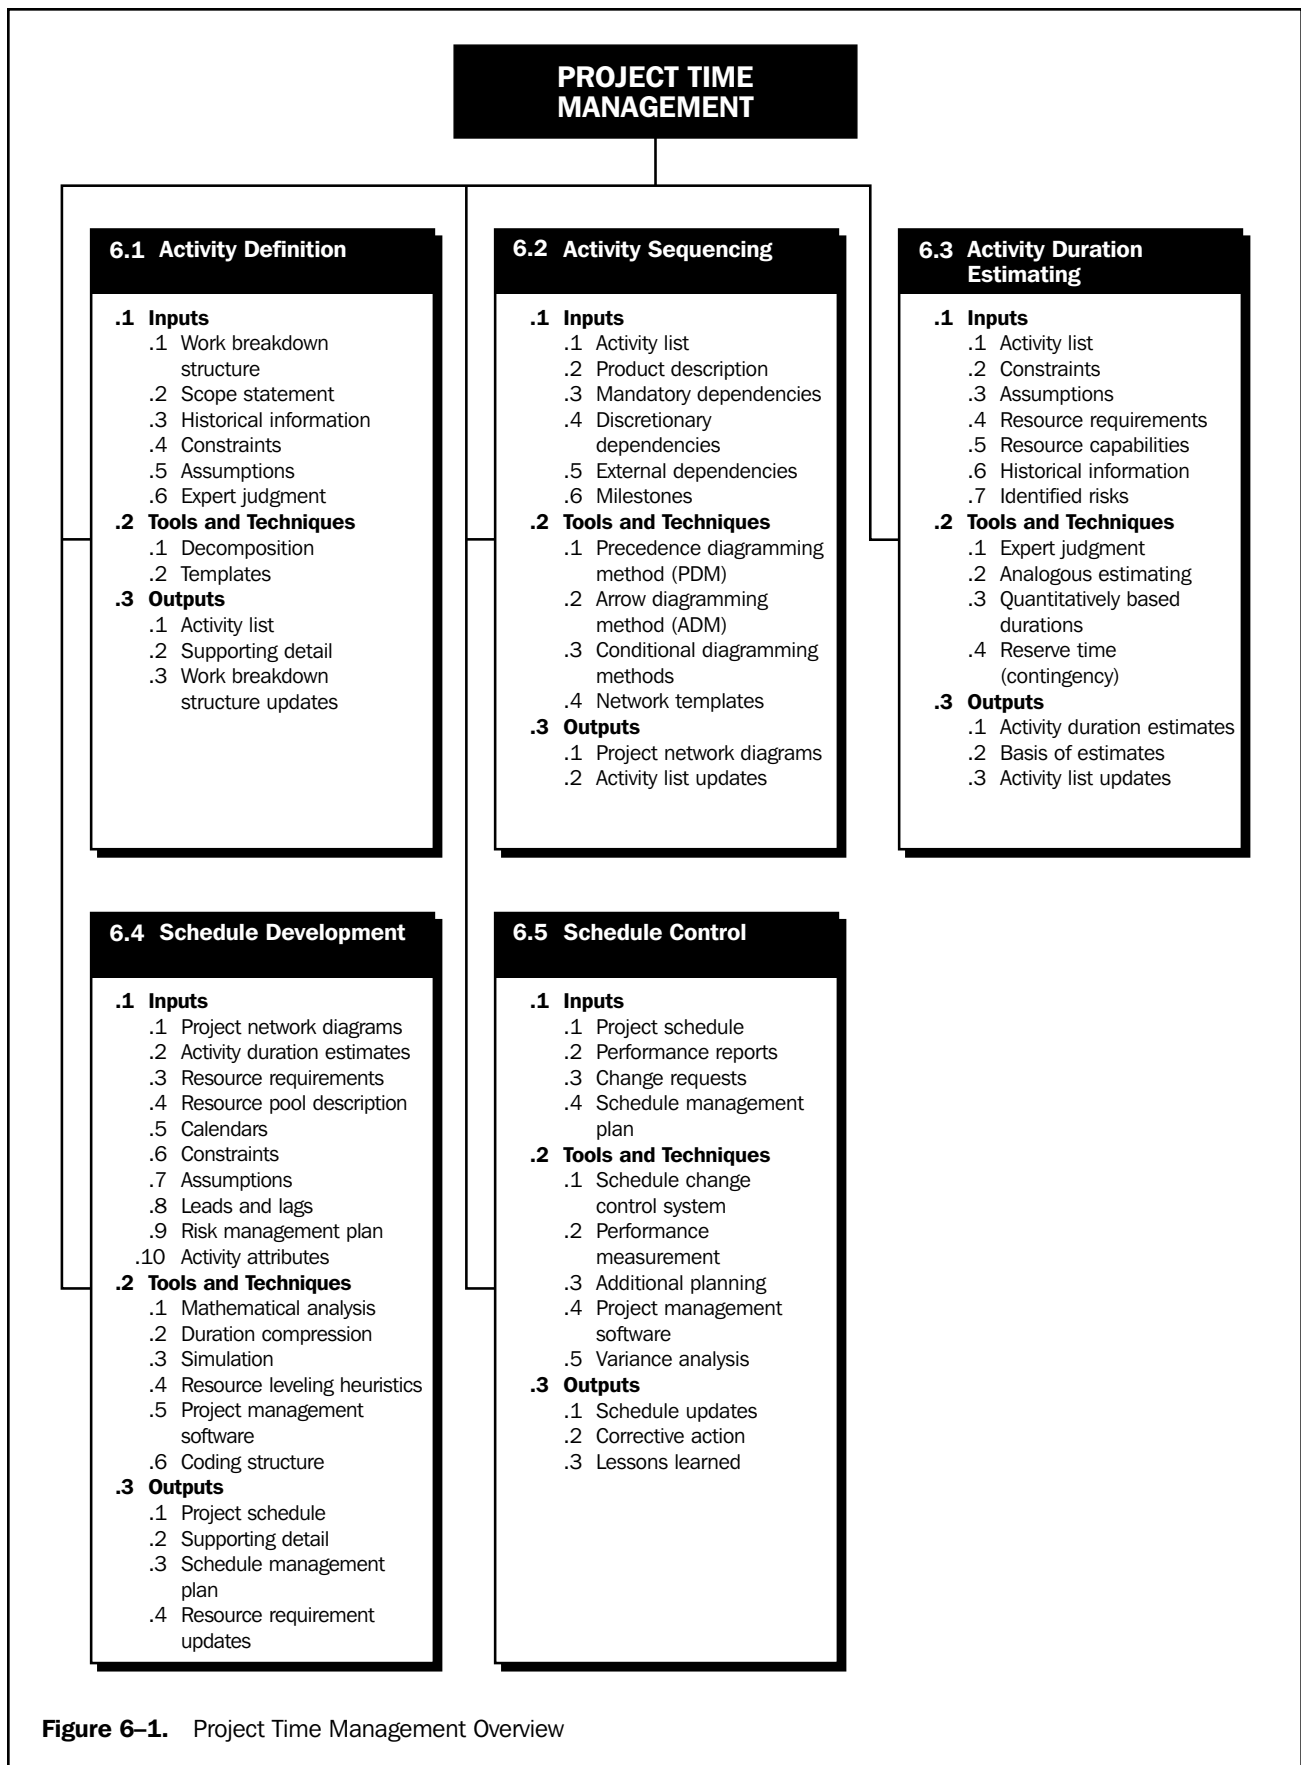 PROJECT TIME
MANAGEMENT
6.1 Activity Definition
.1 Inputs
.1 Work breakdown
structure
.2 Scope statement
.3 Historical information
.4 Constraints
.5 Assumptions
.6 Expert judgment
.2 Tools and Techniques
.1 Decomposition
.2 Templates
.3 Outputs
.1 Activity list
.2 Supporting detail
.3 Work breakdown
structure updates
6.2 Activity Sequencing
.1 Inputs
.1 Activity list
.2 Product description
.3 Mandatory dependencies
.4 Discretionary
dependencies
.5 External dependencies
.6 Milestones
.2 Tools and Techniques
.1 Precedence diagramming
method (PDM)
.2 Arrow diagramming
method (ADM)
.3 Conditional diagramming
methods
.4 Network templates
.3 Outputs
.1 Project network diagrams
.2 Activity list updates
6.3 Activity Duration
Estimating
.1 Inputs
.1 Activity list
.2 Constraints
.3 Assumptions
.4 Resource requirements
.5 Resource capabilities
.6 Historical information
.7 Identified risks
.2 Tools and Techniques
.1 Expert judgment
.2 Analogous estimating
.3 Quantitatively based
durations
.4 Reserve time
(contingency)
.3 Outputs
.1 Activity duration estimates
.2 Basis of estimates
.3 Activity list updates
6.4 Schedule Development
.1 Inputs
.1 Project network diagrams
.2 Activity duration estimates
.3 Resource requirements
.4 Resource pool description
.5 Calendars
.6 Constraints
.7 Assumptions
.8 Leads and lags
.9 Risk management plan
.10 Activity attributes
.2 Tools and Techniques
.1 Mathematical analysis
.2 Duration compression
.3 Simulation
.4 Resource leveling heuristics
.5 Project management
software
.6 Coding structure
.3 Outputs
.1 Project schedule
.2 Supporting detail
.3 Schedule management
plan
.4 Resource requirement
updates
6.5 Schedule Control
.1 Inputs
.1 Project schedule
.2 Performance reports
.3 Change requests
.4 Schedule management
plan
.2 Tools and Techniques
.1 Schedule change
control system
.2 Performance
measurement
.3 Additional planning
.4 Project management
software
.5 Variance analysis
.3 Outputs
.1 Schedule updates
.2 Corrective action
.3 Lessons learned
Figure 6–1. Project Time Management Overview